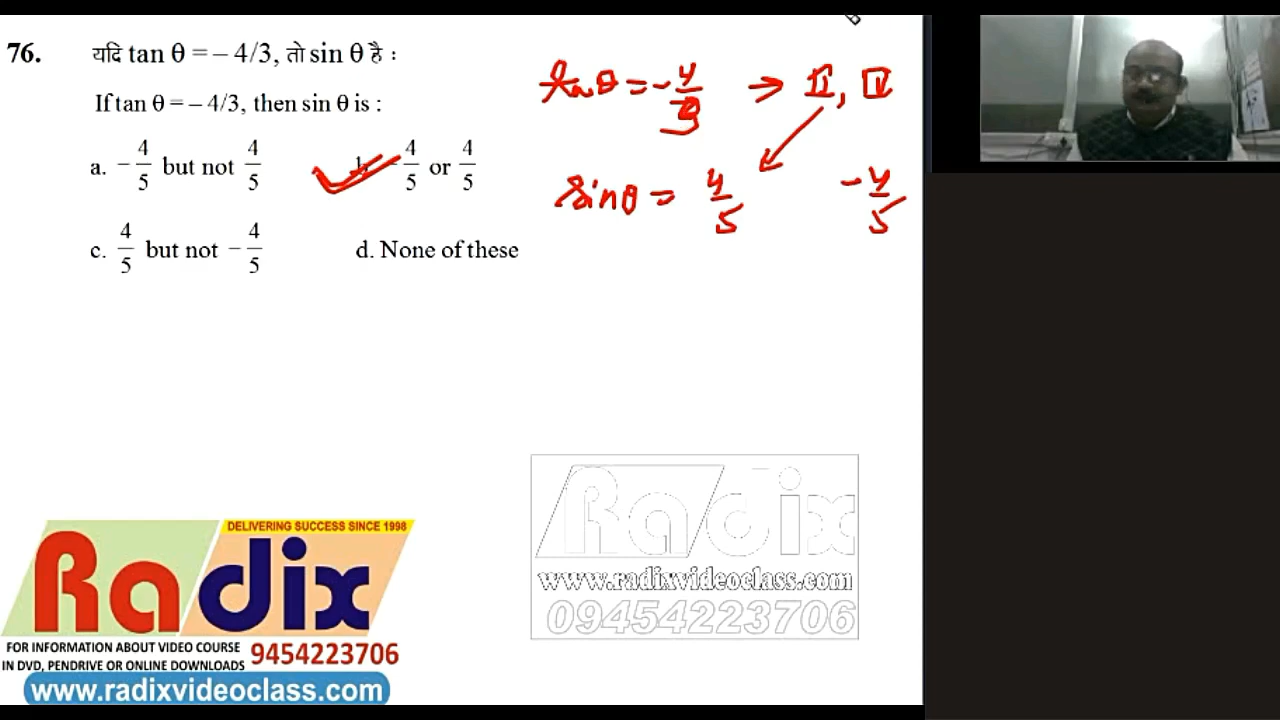 76. यदि tan θ = – 4/3, तो sin θ है :
If tan θ = – 4/3, then sin θ is :
a. – 4/5 but not 4/5
b. – 4/5 or 4/5
c. 4/5 but not – 4/5
d. None of these
tanθ = -4/3 → II, IV
sinθ = 4/5 -4/5
Radix
www.radixvideoclass.com
09454223706
DELIVERING SUCCESS SINCE 1998
Radix
FOR INFORMATION ABOUT VIDEO COURSE
IN DVD, PENDRIVE OR ONLINE DOWNLOADS 9454223706
www.radixvideoclass.com